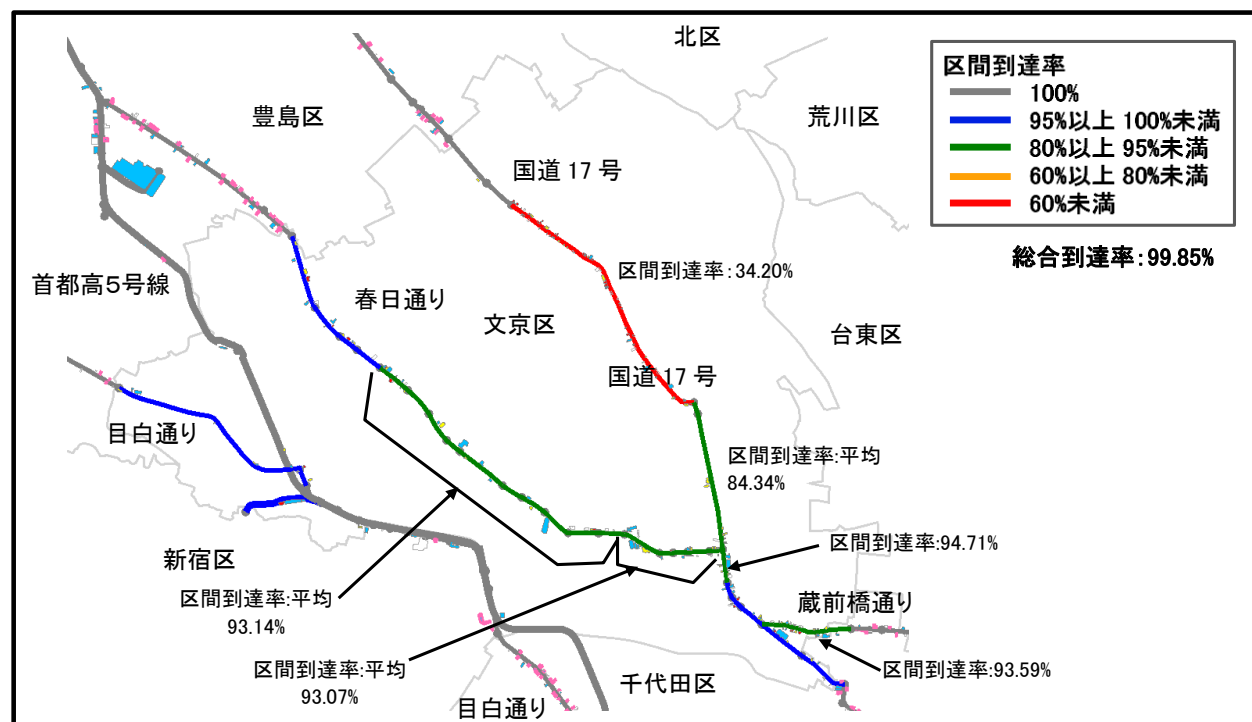 北区
豊島区
荒川区
国道 17 号
区間到達率
100%
95%以上 100%未満
80%以上 95%未満
60%以上 80%未満
60%未満
総合到達率：99.85%
首都高５号線
春日通り
区間到達率：34.20%
文京区
台東区
国道 17 号
目白通り
区間到達率:平均
84.34%
新宿区
区間到達率:94.71%
区間到達率:平均
93.14%
蔵前橋通り
区間到達率:平均
93.07%
区間到達率:93.59%
千代田区
目白通り